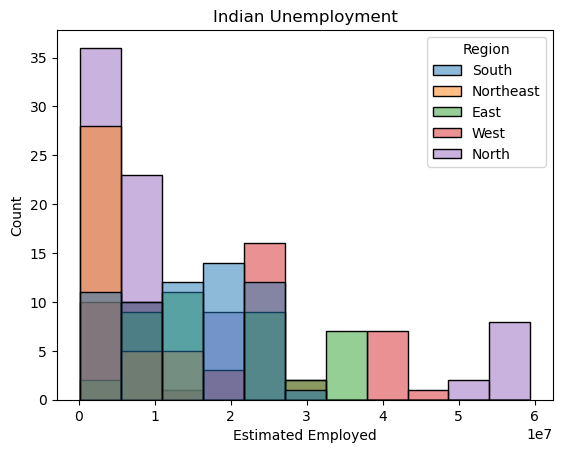 Indian Unemployment
Region
South
Northeast
East
West
North
Count
35
30
25
20
15
10
5
0
0 1 2 3 4 5 6
1e7
Estimated Employed